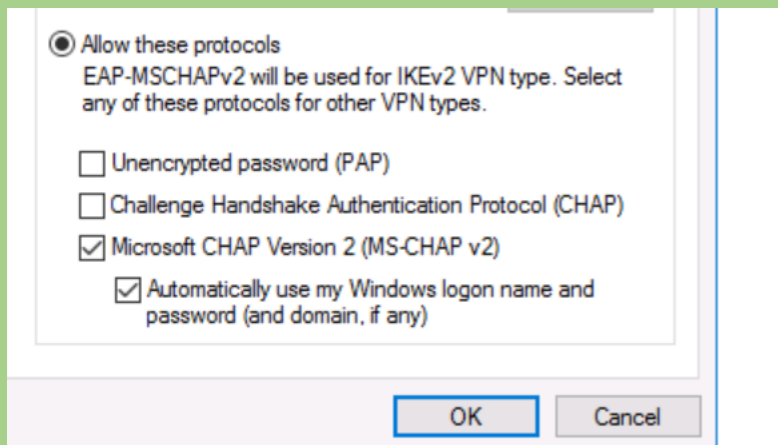 Allow these protocols
EAP-MSCHAPv2 will be used for IKEv2 VPN type. Select
any of these protocols for other VPN types.
Unencrypted password (PAP)
Challenge Handshake Authentication Protocol (CHAP)
Microsoft CHAP Version 2 (MS-CHAP v2)
Automatically use my Windows logon name and
password (and domain, if any)
OK
Cancel